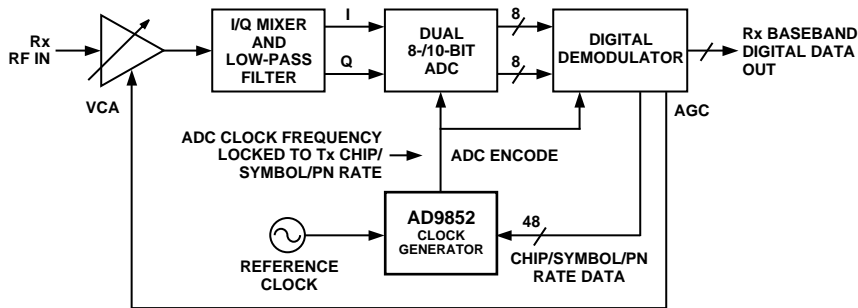 Rx
RF IN
VCA
I/Q MIXER
AND
LOW-PASS
FILTER
I
Q
DUAL
8-/10-BIT
ADC
8
8
DIGITAL
DEMODULATOR
Rx BASEBAND
DIGITAL DATA
OUT
AGC
ADC CLOCK FREQUENCY
LOCKED TO Tx CHIP/
SYMBOL/PN RATE
ADC ENCODE
AD9852
CLOCK
GENERATOR
48
REFERENCE
CLOCK
CHIP/SYMBOL/PN
RATE DATA